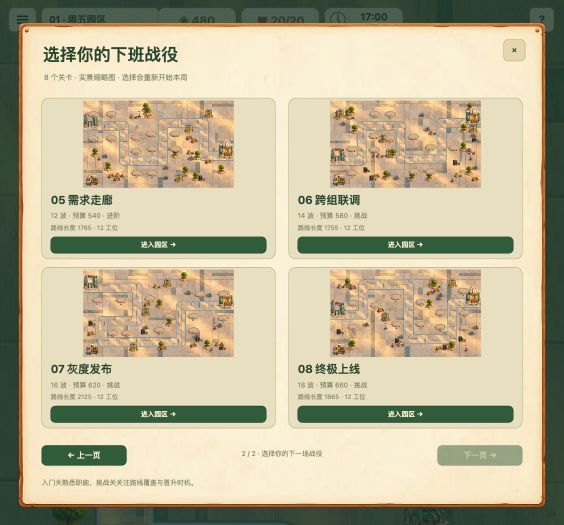 01 · 周五园区
480
20/20
17:00
?
选择你的下班战役
×
8 个关卡 · 实景缩略图 · 选择会重新开始本局
05 需求走廊
12 波 · 预算 540 · 进阶
路线长度 1765 · 12 工位
进入园区 →
06 跨组联调
14 波 · 预算 580 · 挑战
路线长度 1755 · 12 工位
进入园区 →
07 灰度发布
16 波 · 预算 620 · 挑战
路线长度 2125 · 12 工位
进入园区 →
08 终极上线
18 波 · 预算 660 · 挑战
路线长度 1865 · 12 工位
进入园区 →
← 上一页
2 / 2 · 选择你的下一场战役
下一页 →
入门关熟悉职能，挑战关关注路线覆盖与晋升时机。